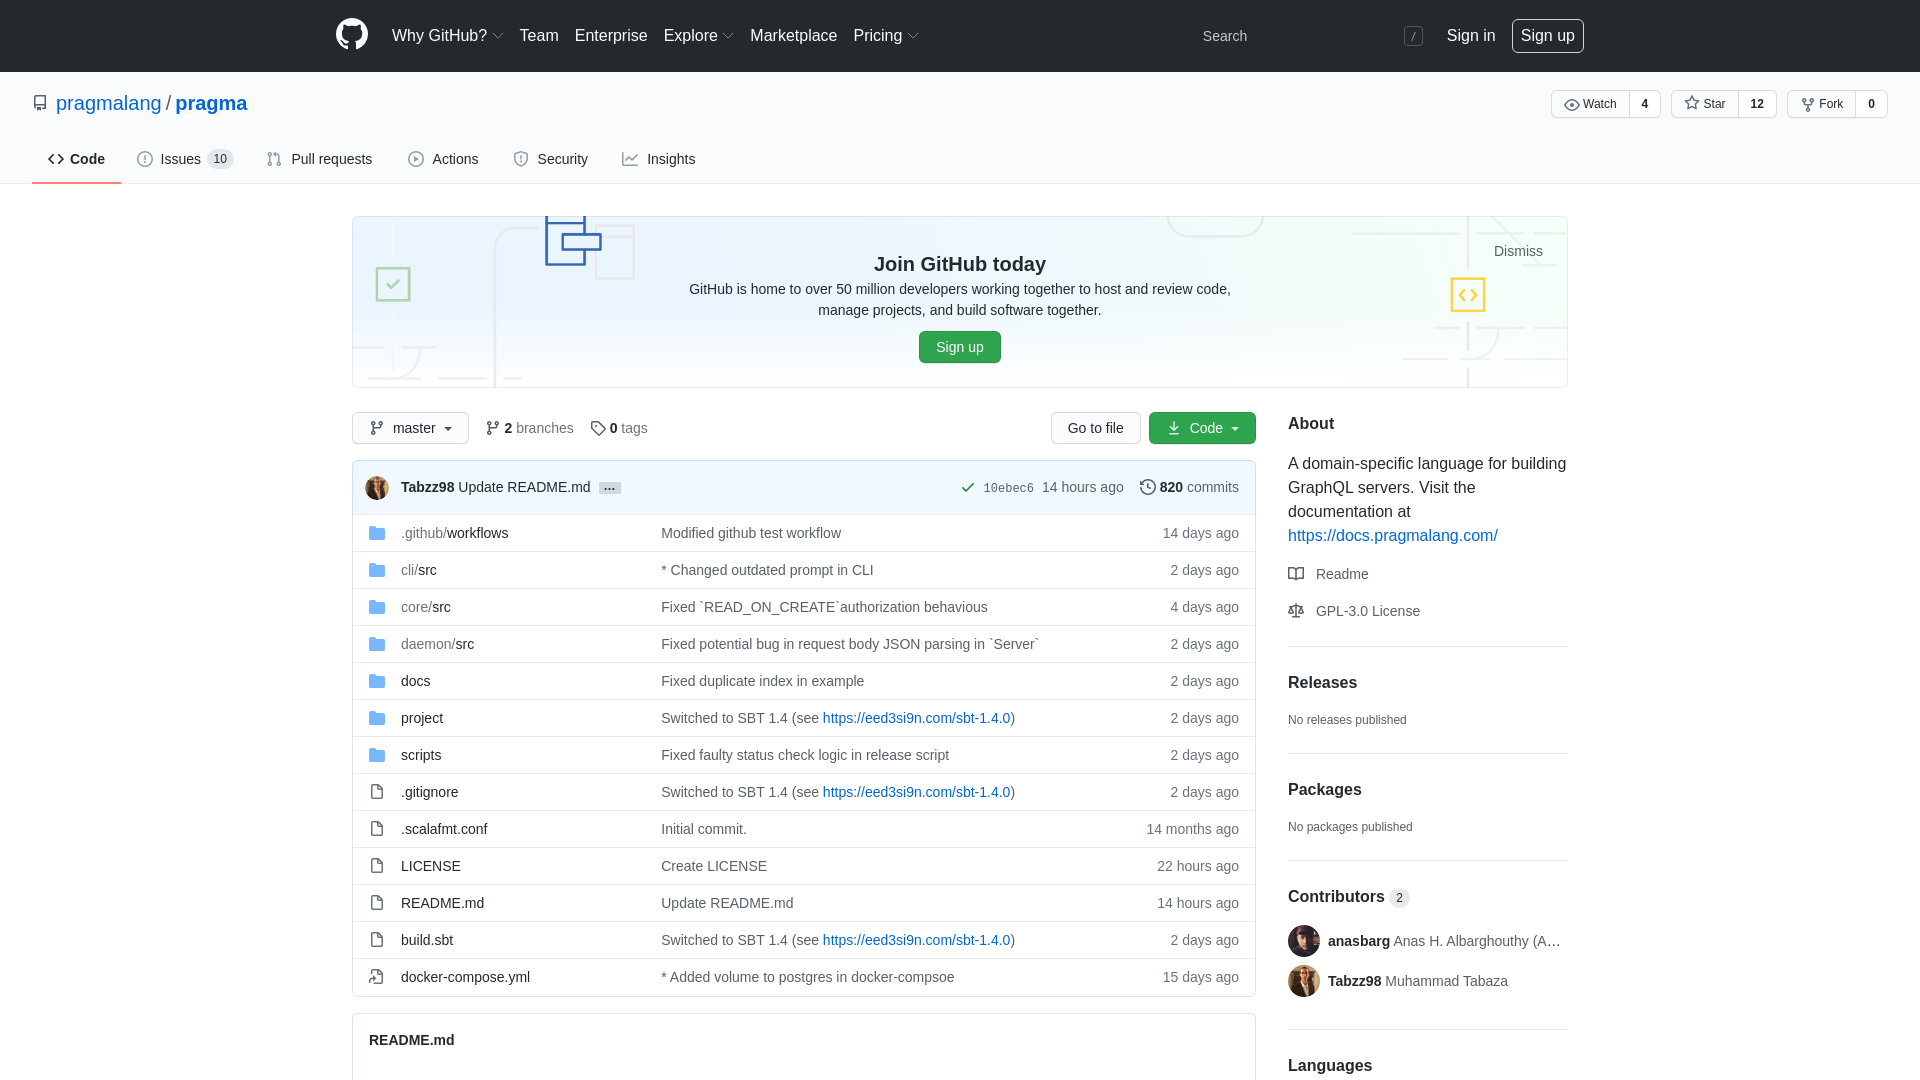 Why GitHub? Team Enterprise Explore Marketplace Pricing Search / Sign in Sign up
pragmalang / pragma Watch 4 Star 12 Fork 0
Code Issues 10 Pull requests Actions Security Insights
Dismiss
Join GitHub today
GitHub is home to over 50 million developers working together to host and review code,
manage projects, and build software together.
Sign up
master 2 branches 0 tags Go to file Code
Tabzz98 Update README.md … 10ebec6 14 hours ago 820 commits
.github/workflows Modified github test workflow 14 days ago
cli/src * Changed outdated prompt in CLI 2 days ago
core/src Fixed `READ_ON_CREATE`authorization behavious 4 days ago
daemon/src Fixed potential bug in request body JSON parsing in `Server` 2 days ago
docs Fixed duplicate index in example 2 days ago
project Switched to SBT 1.4 (see https://eed3si9n.com/sbt-1.4.0) 2 days ago
scripts Fixed faulty status check logic in release script 2 days ago
.gitignore Switched to SBT 1.4 (see https://eed3si9n.com/sbt-1.4.0) 2 days ago
.scalafmt.conf Initial commit. 14 months ago
LICENSE Create LICENSE 22 hours ago
README.md Update README.md 14 hours ago
build.sbt Switched to SBT 1.4 (see https://eed3si9n.com/sbt-1.4.0) 2 days ago
docker-compose.yml * Added volume to postgres in docker-compsoe 15 days ago
README.md
About
A domain-specific language for building
GraphQL servers. Visit the
documentation at
https://docs.pragmalang.com/
Readme
GPL-3.0 License
Releases
No releases published
Packages
No packages published
Contributors 2
anasbarg Anas H. Albarghouthy (A…
Tabzz98 Muhammad Tabaza
Languages